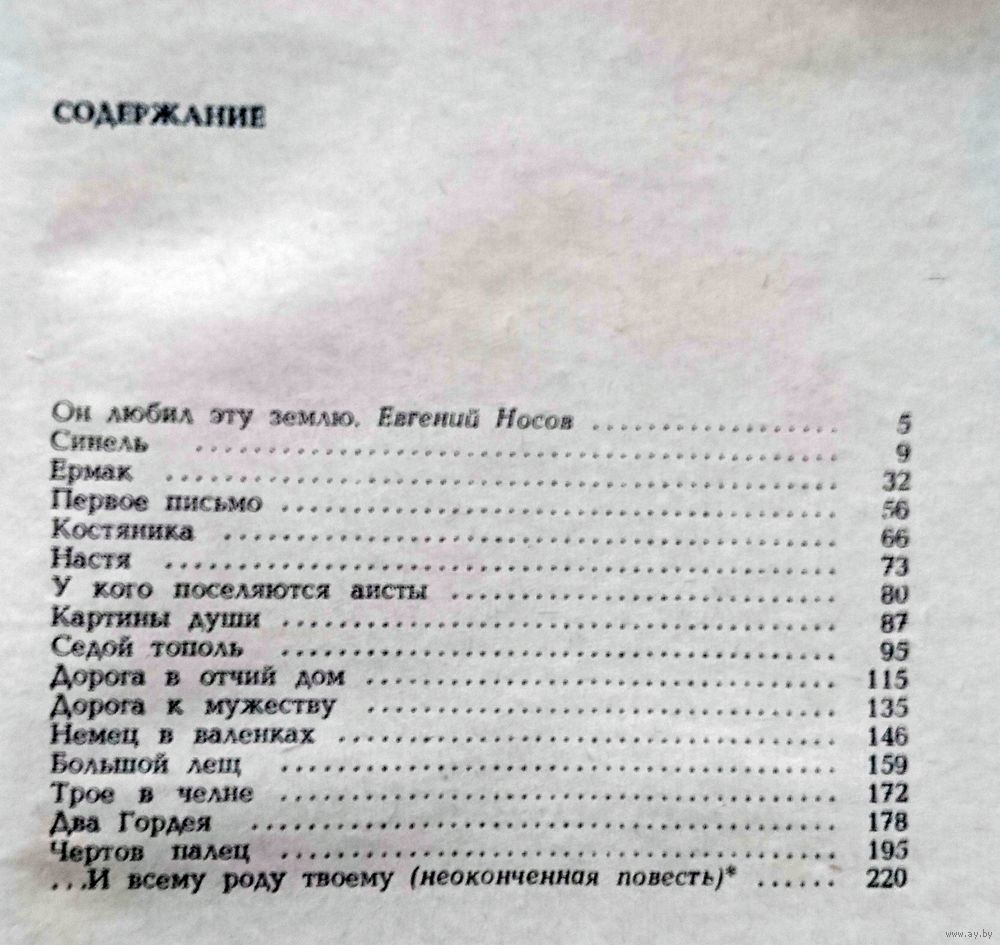 СОДЕРЖАНИЕ
Он любил эту землю. Евгений Носов .................. 5
Синель .................. 9
Ермак .................. 32
Первое письмо .................. 56
Костяника .................. 66
Настя .................. 73
У кого поселяются аисты .................. 80
Картины души .................. 87
Седой тополь .................. 95
Дорога в отчий дом .................. 115
Дорога к мужеству .................. 135
Немец в валенках .................. 146
Большой лещ .................. 159
Трое в челне .................. 172
Два Гордея .................. 178
Чертов палец .................. 195
...И всему роду твоему (неоконченная повесть)* ...... 220
www.ay.by